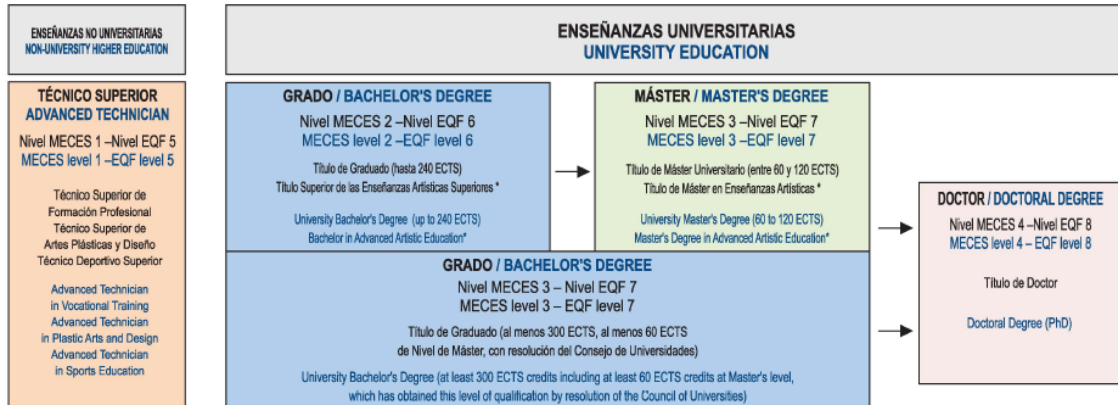 ENSEÑANZAS NO UNIVERSITARIAS
NON-UNIVERSITY HIGHER EDUCATION
ENSEÑANZAS UNIVERSITARIAS
UNIVERSITY EDUCATION
TÉCNICO SUPERIOR
ADVANCED TECHNICIAN
Nivel MECES 1 –Nivel EQF 5
MECES level 1 –EQF level 5
Técnico Superior de
Formación Profesional
Técnico Superior de
Artes Plásticas y Diseño
Técnico Deportivo Superior
Advanced Technician
in Vocational Training
Advanced Technician
in Plastic Arts and Design
Advanced Technician
in Sports Education
GRADO / BACHELOR'S DEGREE
Nivel MECES 2 –Nivel EQF 6
MECES level 2 –EQF level 6
Título de Graduado (hasta 240 ECTS)
Título Superior de las Enseñanzas Artísticas Superiores *
University Bachelor's Degree (up to 240 ECTS)
Bachelor in Advanced Artistic Education*
MÁSTER / MASTER'S DEGREE
Nivel MECES 3 –Nivel EQF 7
MECES level 3 –EQF level 7
Título de Máster Universitario (entre 60 y 120 ECTS)
Título de Máster en Enseñanzas Artísticas *
University Master's Degree (60 to 120 ECTS)
Master's Degree in Advanced Artistic Education*
GRADO / BACHELOR'S DEGREE
Nivel MECES 3 – Nivel EQF 7
MECES level 3 – EQF level 7
Título de Graduado (al menos 300 ECTS, al menos 60 ECTS
de Nivel de Máster, con resolución del Consejo de Universidades)
University Bachelor's Degree (at least 300 ECTS credits including at least 60 ECTS credits at Master's level,
which has obtained this level of qualification by resolution of the Council of Universities)
DOCTOR / DOCTORAL DEGREE
Nivel MECES 4 –Nivel EQF 8
MECES level 4 – EQF level 8
Título de Doctor
Doctoral Degree (PhD)